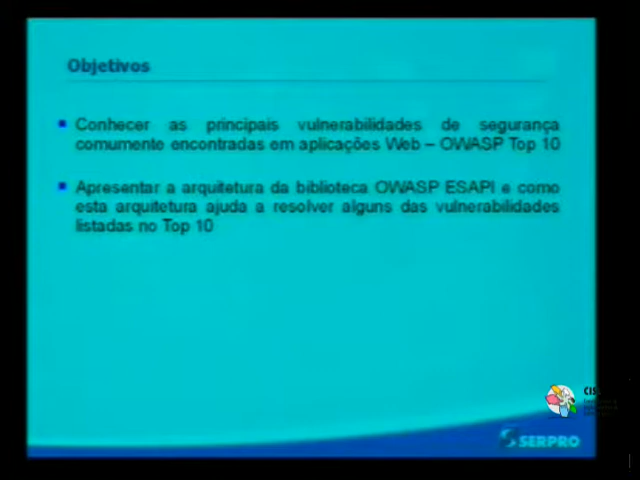 Objetivos
Conhecer as principais vulnerabilidades de segurança
comumente encontradas em aplicações Web – OWASP Top 10
Apresentar a arquitetura da biblioteca OWASP ESAPI e como
esta arquitetura ajuda a resolver alguns das vulnerabilidades
listadas no Top 10
CIS
SERPRO